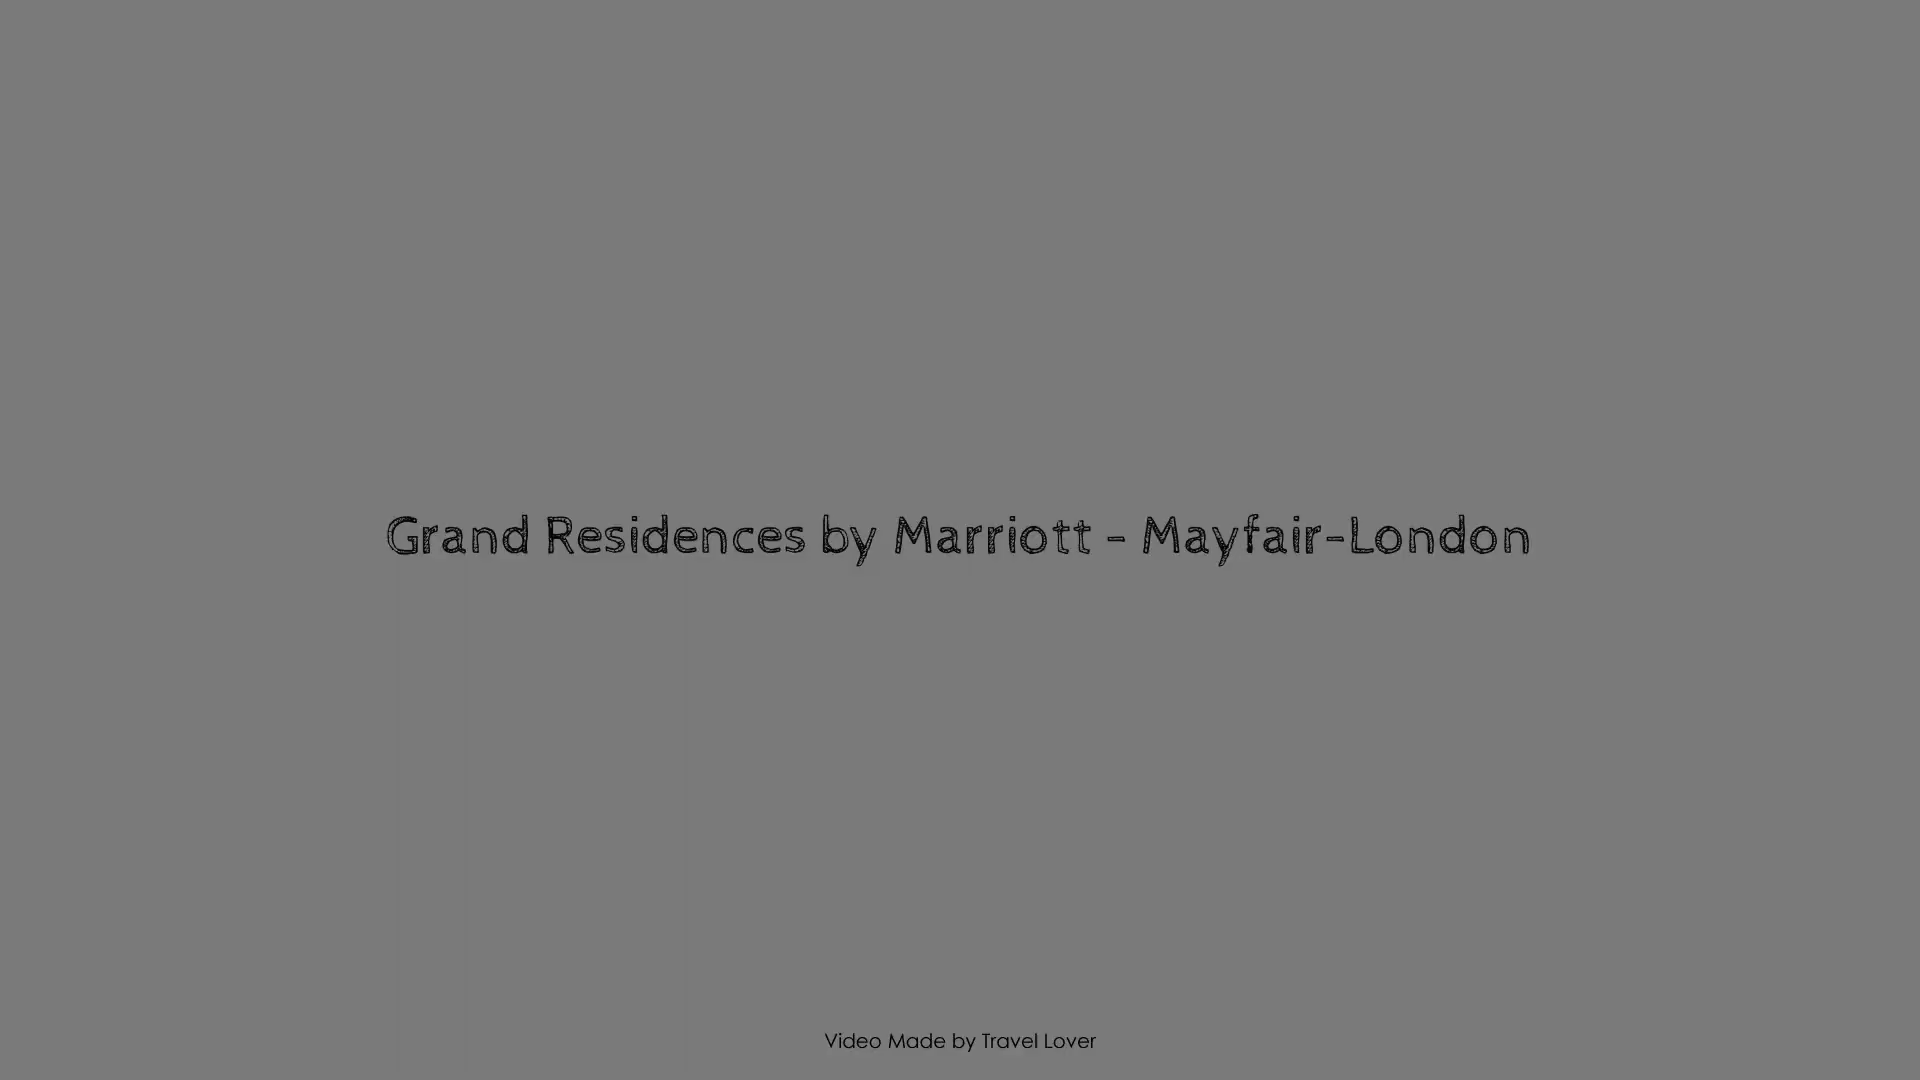 Grand Residences by Marriott - Mayfair-London
Video Made by Travel Lover